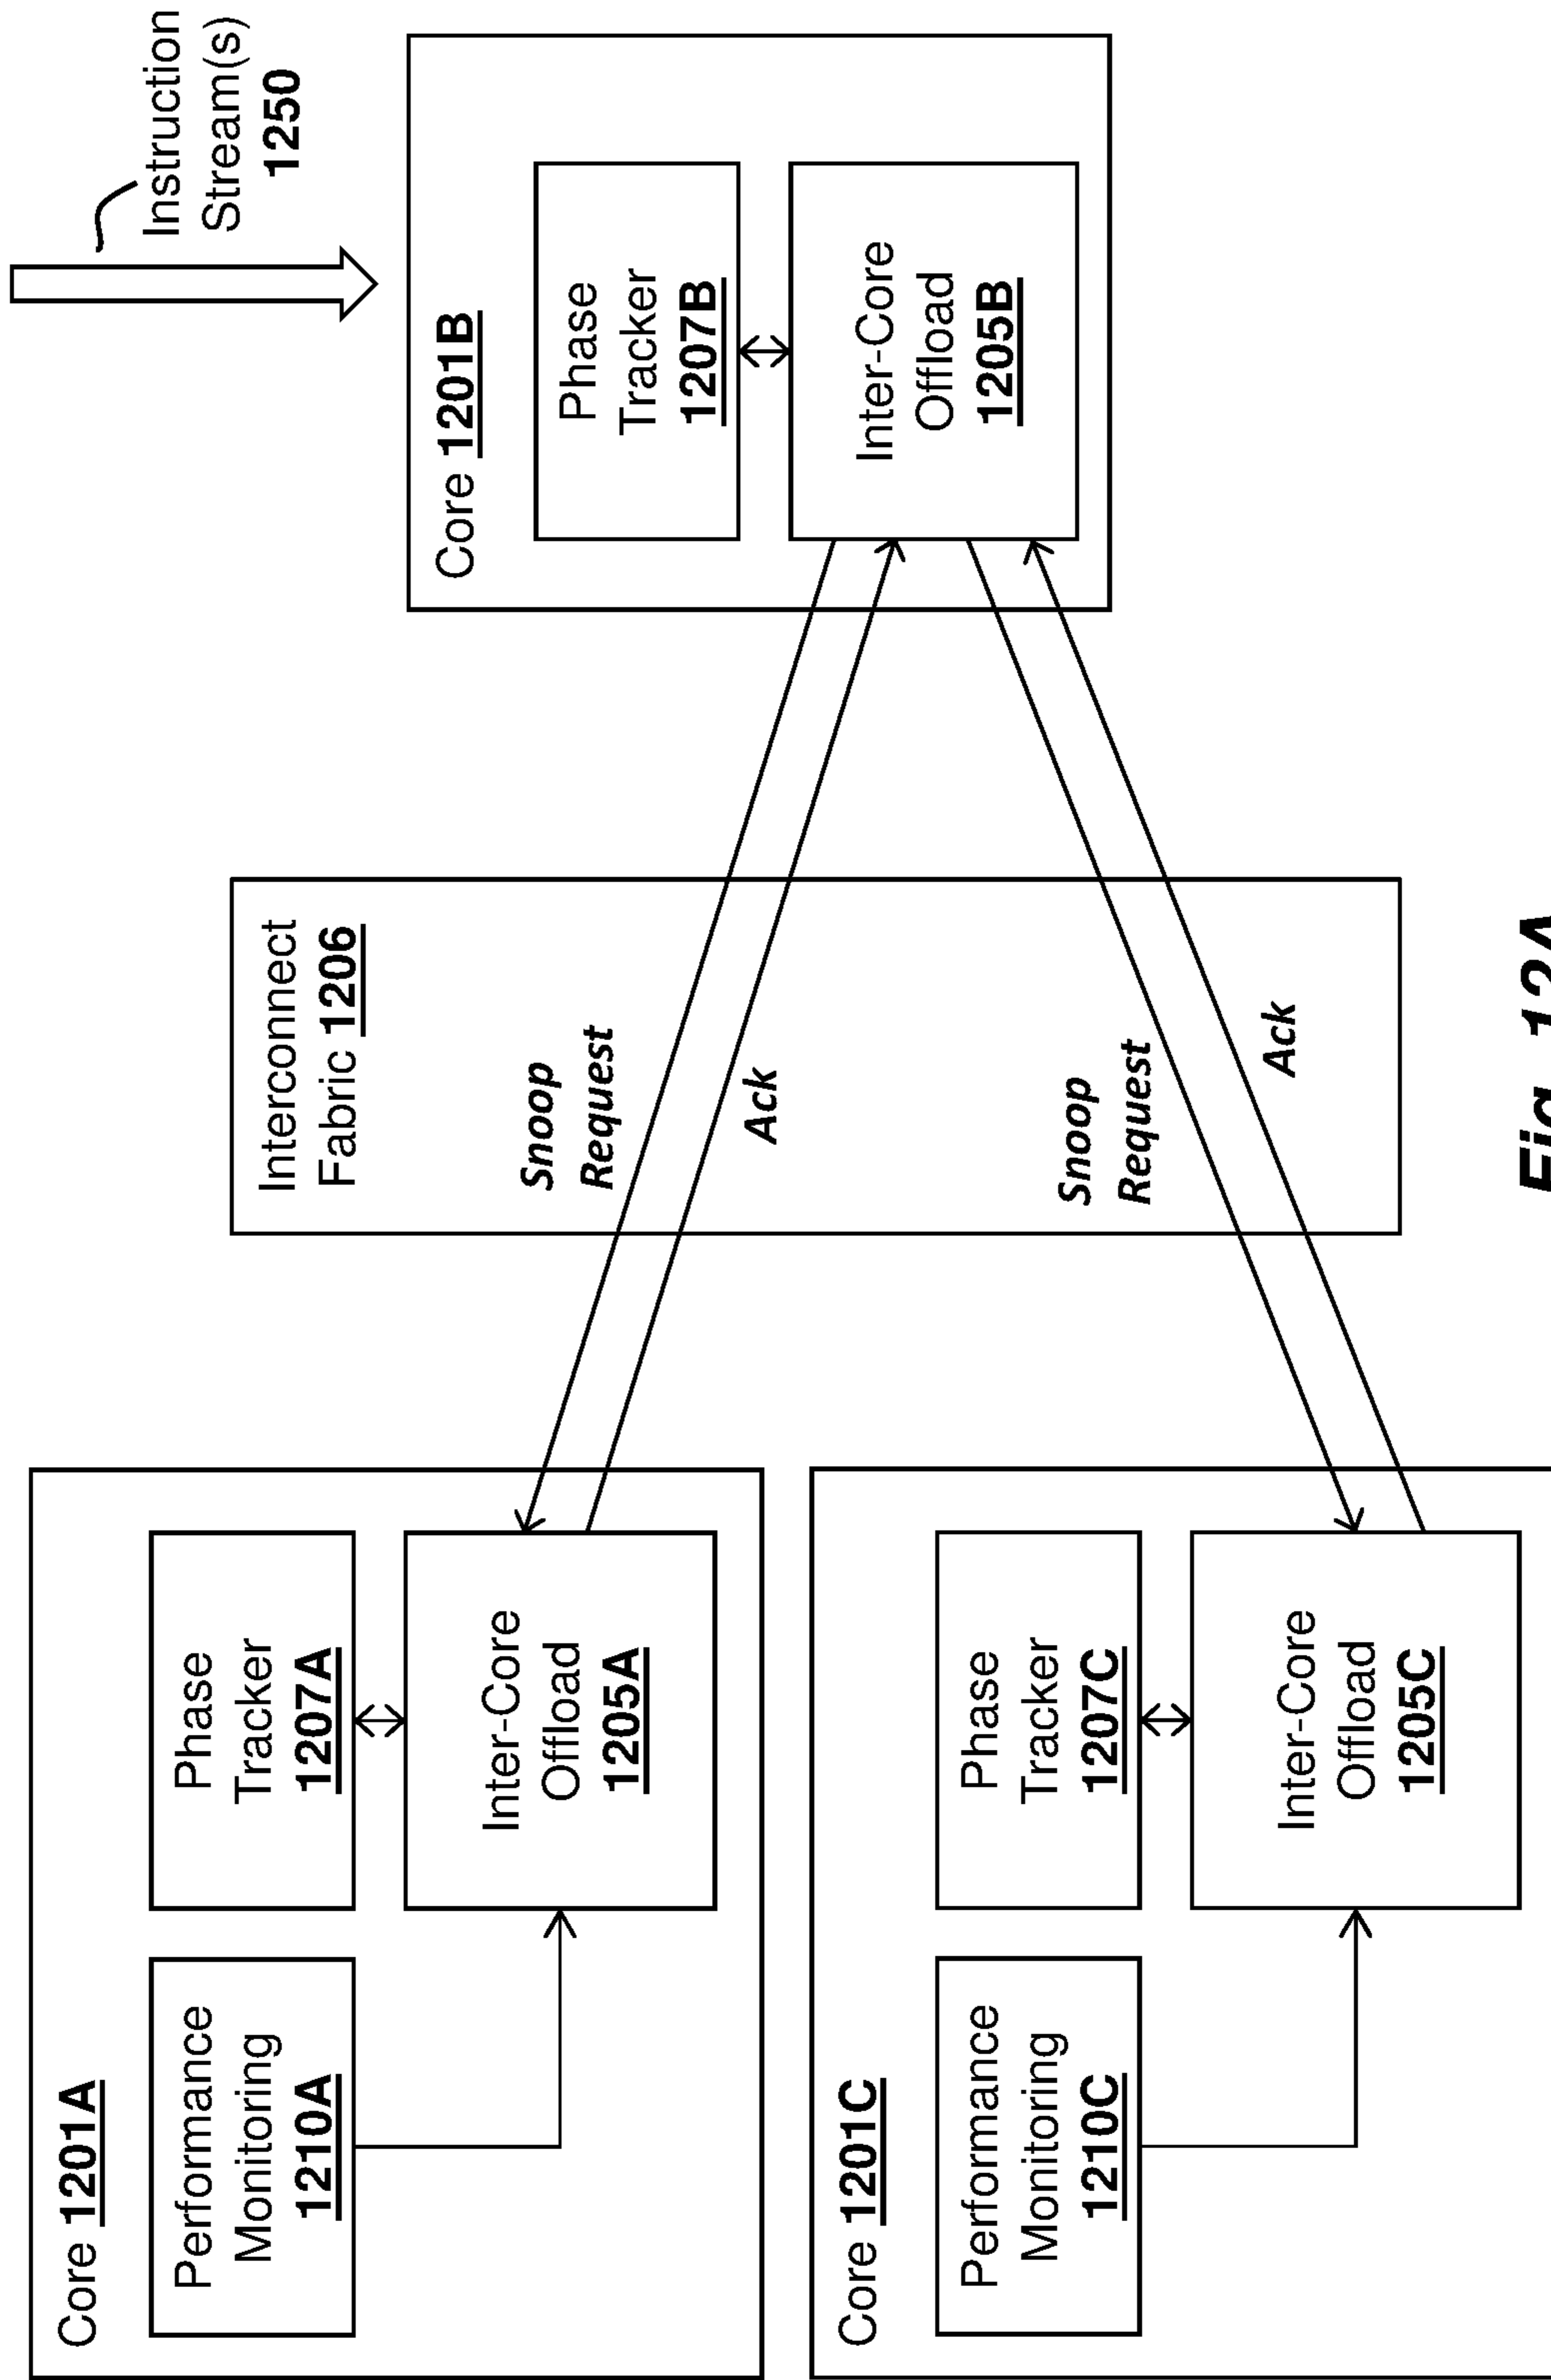 Core 1201A
Performance
Monitoring
1210A
Phase
Tracker
1207A
Inter-Core
Offload
1205A
Core 1201C
Performance
Monitoring
1210C
Phase
Tracker
1207C
Inter-Core
Offload
1205C
Interconnect
Fabric 1206
Snoop
Request
Ack
Snoop
Request
Ack
Instruction
Stream(s)
1250
Core 1201B
Phase
Tracker
1207B
Inter-Core
Offload
1205B
Fig. 12A